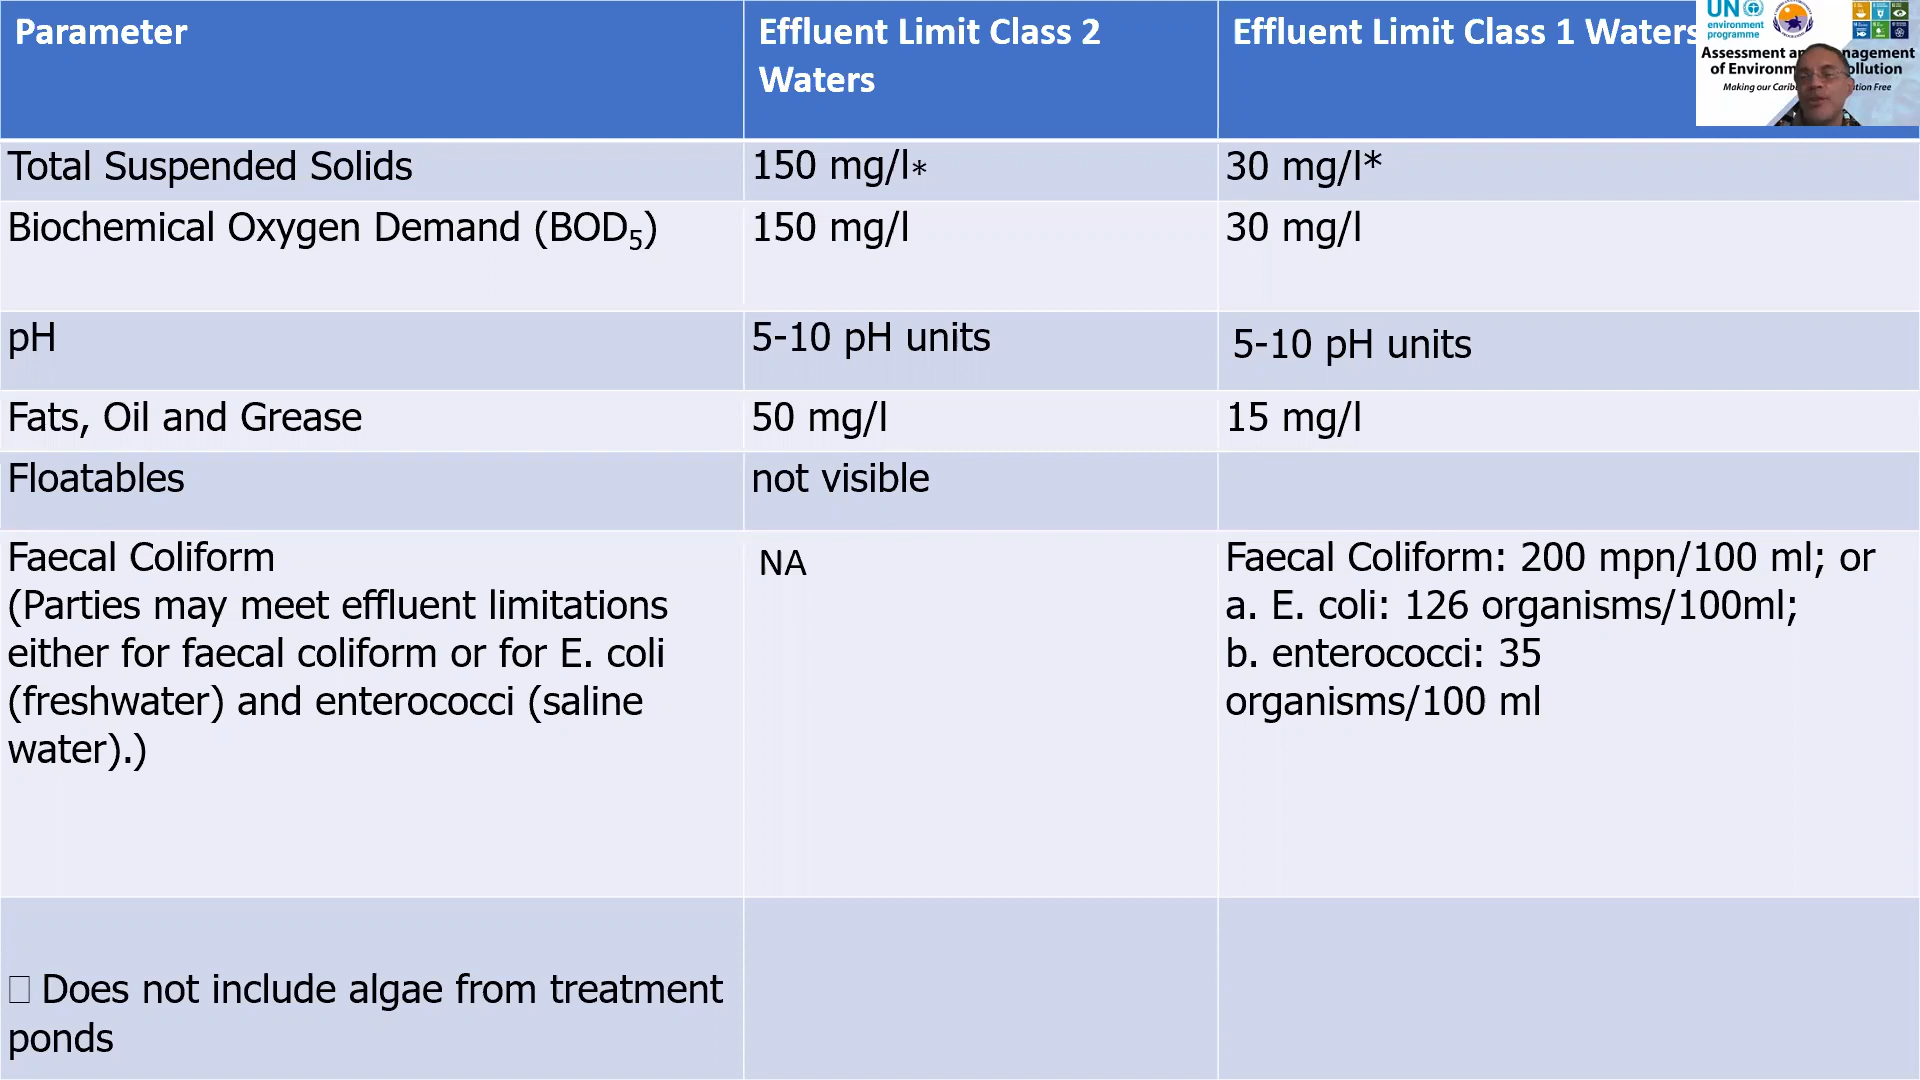 Parameter
Effluent Limit Class 2
Waters
Effluent Limit Class 1 Waters
UN
environment
programme
Assessment
of
Making our
Free
Total Suspended Solids
150 mg/l*
30 mg/l*
Biochemical Oxygen Demand (BOD5)
150 mg/l
30 mg/l
pH
5-10 pH units
5-10 pH units
Fats, Oil and Grease
50 mg/l
15 mg/l
Floatables
not visible
Faecal Coliform
(Parties may meet effluent limitations
either for faecal coliform or for E. coli
(freshwater) and enterococci (saline
water).)
NA
Faecal Coliform: 200 mpn/100 ml; or
a. E. coli: 126 organisms/100ml;
b. enterococci: 35
organisms/100 ml
Does not include algae from treatment
ponds